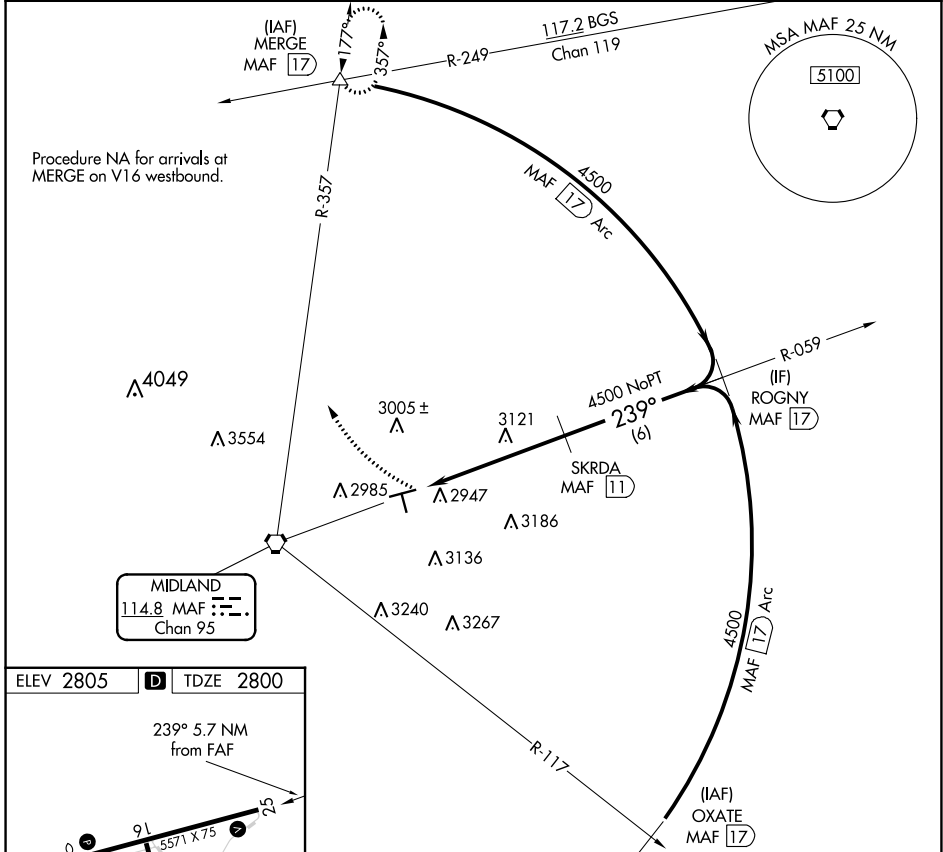 (IAF)
MERGE
MAF 17
177°
357°
R-249
117.2 BGS
Chan 119
MSA MAF 25 NM
5100
Procedure NA for arrivals at
MERGE on V16 westbound.
R-357
4500
MAF 17 Arc
R-059
(IF)
ROGNY
MAF 17
4500 NoPT
239°
(6)
4049
3554
3005 ±
3121
SKRDA
MAF 11
2985
2947
3186
3136
3240
3267
MIDLAND
114.8 MAF
Chan 95
4500
MAF 17 Arc
R-117
(IAF)
OXATE
MAF 17
ELEV 2805 D TDZE 2800
239° 5.7 NM
from FAF
25
16
5571 X 75
P
V